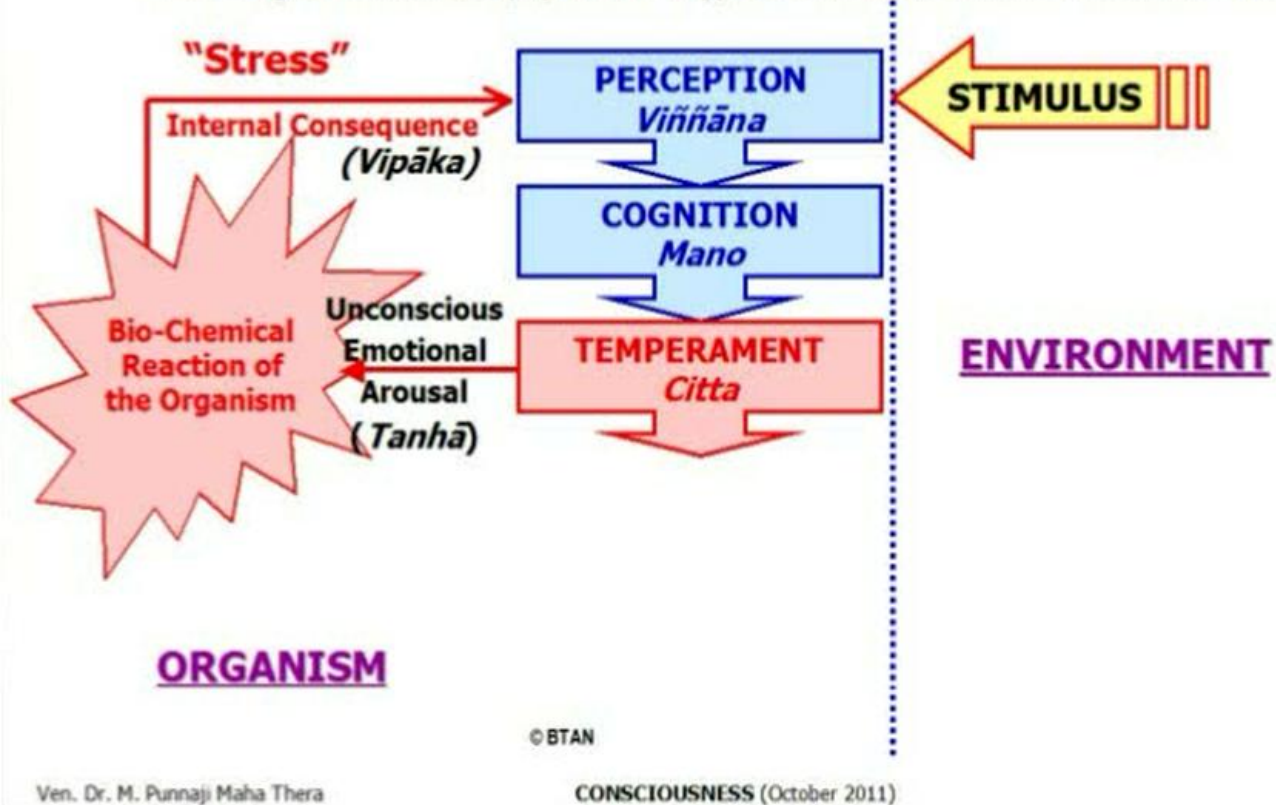 "Stress"
Internal Consequence
(Vipāka)
PERCEPTION
Viññāna
STIMULUS
COGNITION
Mano
Bio-Chemical
Reaction of
the Organism
Unconscious
Emotional
Arousal
(Tanhā)
TEMPERAMENT
Citta
ENVIRONMENT
ORGANISM
© BTAN
Ven. Dr. M. Punnaji Maha Thera
CONSCIOUSNESS (October 2011)